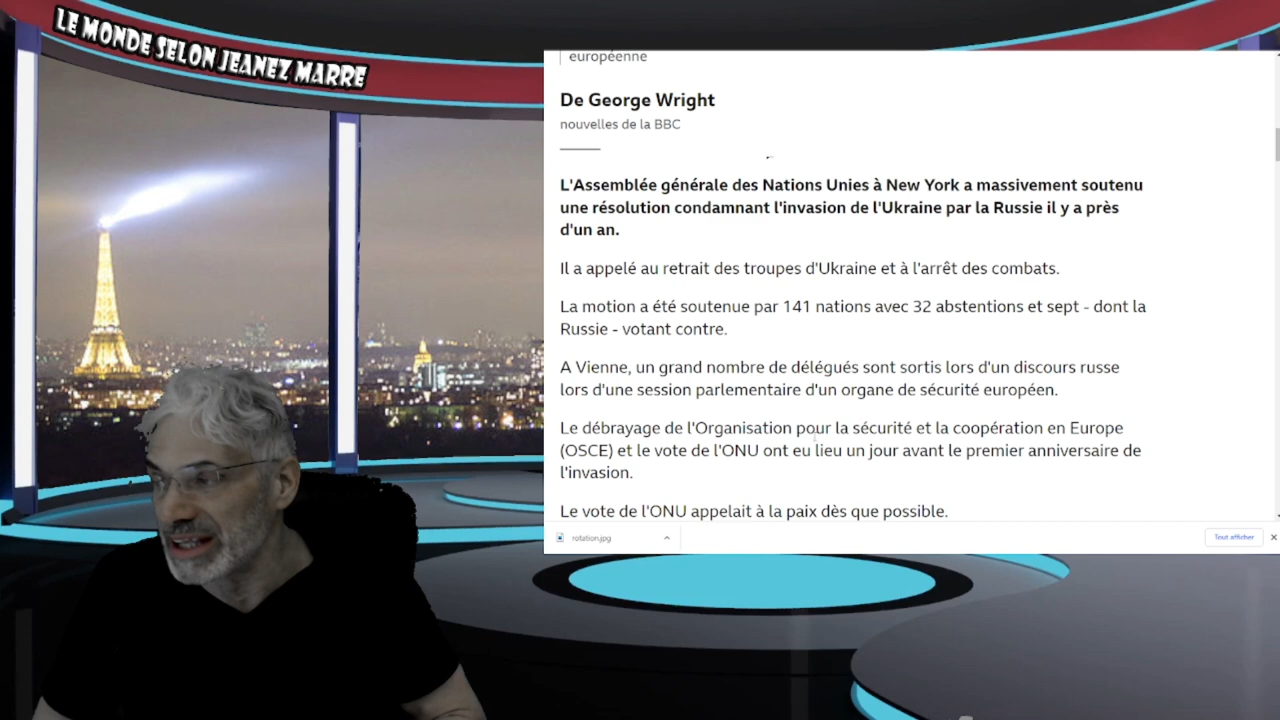 LE MONDE SELON JEANEZ MARRE
européenne
De George Wright
nouvelles de la BBC
L'Assemblée générale des Nations Unies à New York a massivement soutenu
une résolution condamnant l'invasion de l'Ukraine par la Russie il y a près
d'un an.
Il a appelé au retrait des troupes d'Ukraine et à l'arrêt des combats.
La motion a été soutenue par 141 nations avec 32 abstentions et sept - dont la
Russie - votant contre.
A Vienne, un grand nombre de délégués sont sortis lors d'un discours russe
lors d'une session parlementaire d'un organe de sécurité européen.
Le débrayage de l'Organisation pour la sécurité et la coopération en Europe
(OSCE) et le vote de l'ONU ont eu lieu un jour avant le premier anniversaire de
l'invasion.
Le vote de l'ONU appelait à la paix dès que possible.
rotation.jpg
Tout afficher